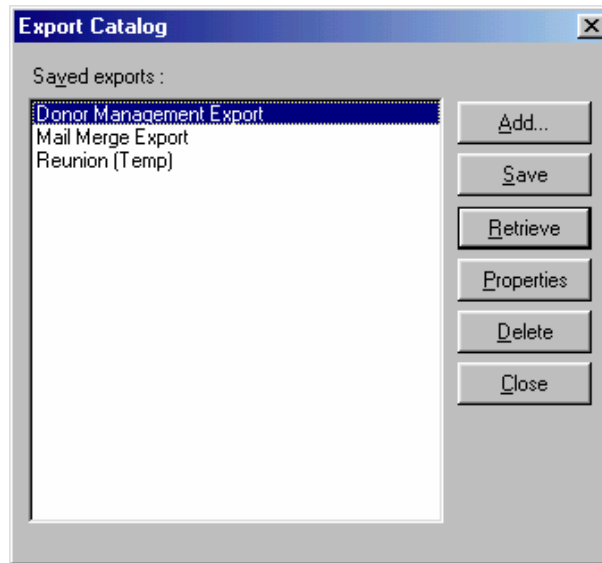 Export Catalog
Saved exports :
Donor Management Export
Mail Merge Export
Reunion (Temp)
Add...
Save
Retrieve
Properties
Delete
Close